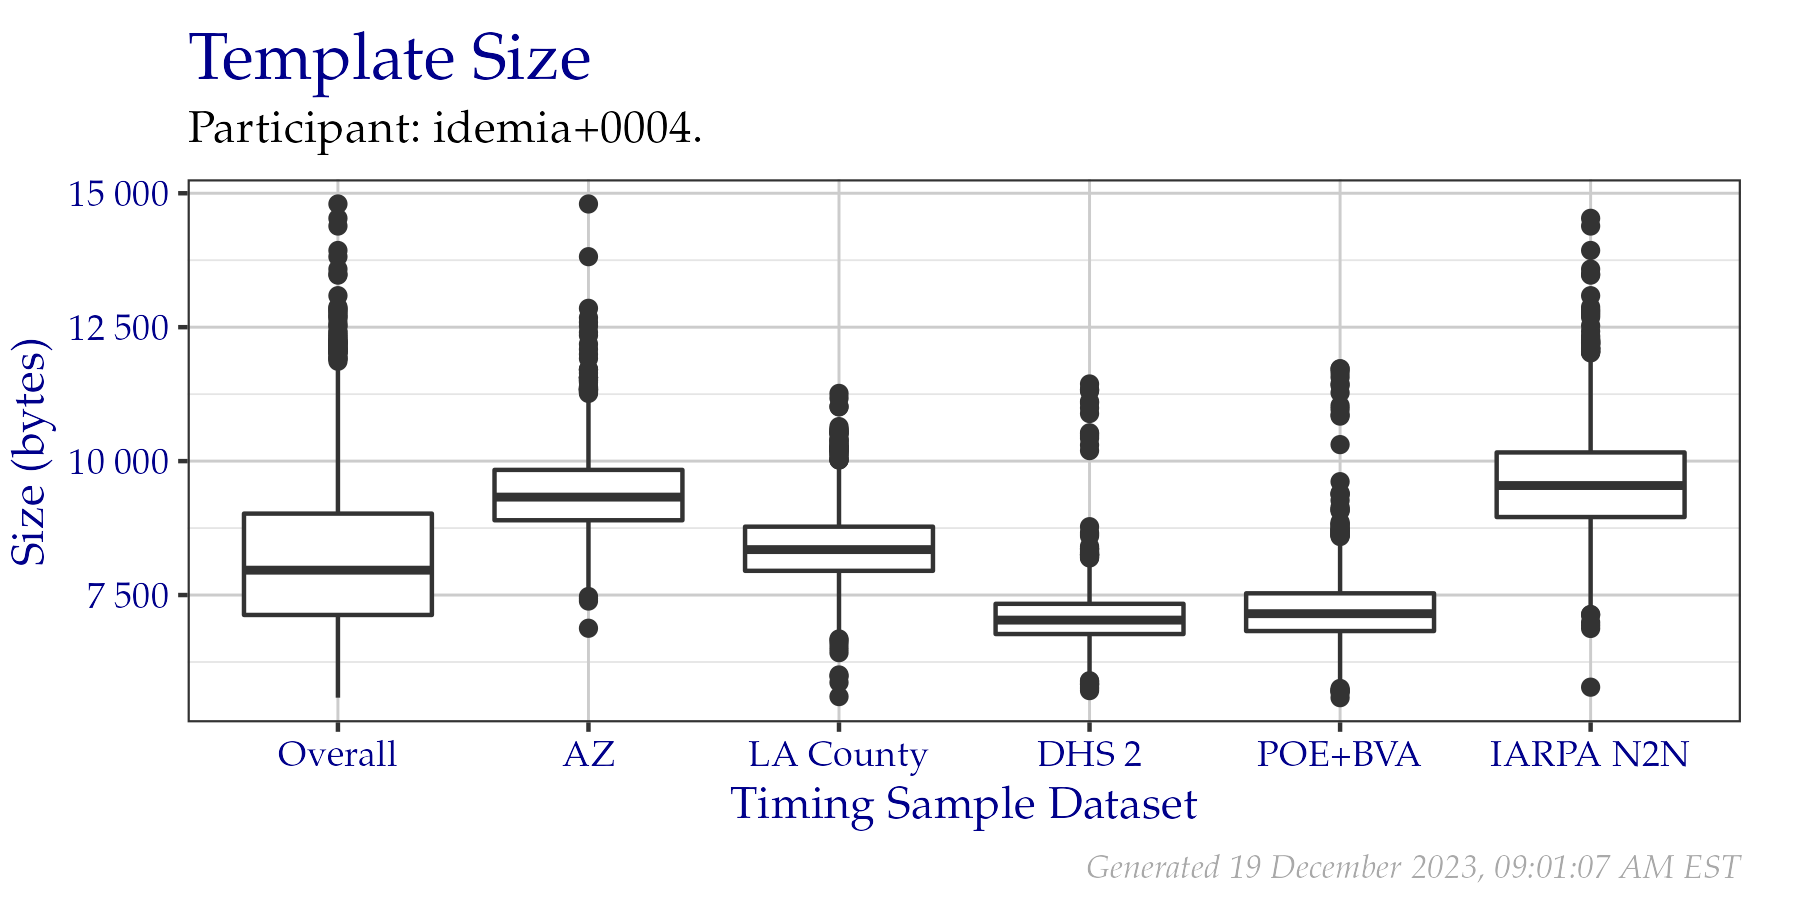 Template Size
Participant: idemia+0004.
15 000
12 500
10 000
7 500
Size (bytes)
Overall AZ LA County DHS 2 POE+BVA IARPA N2N
Timing Sample Dataset
Generated 19 December 2023, 09:01:07 AM EST